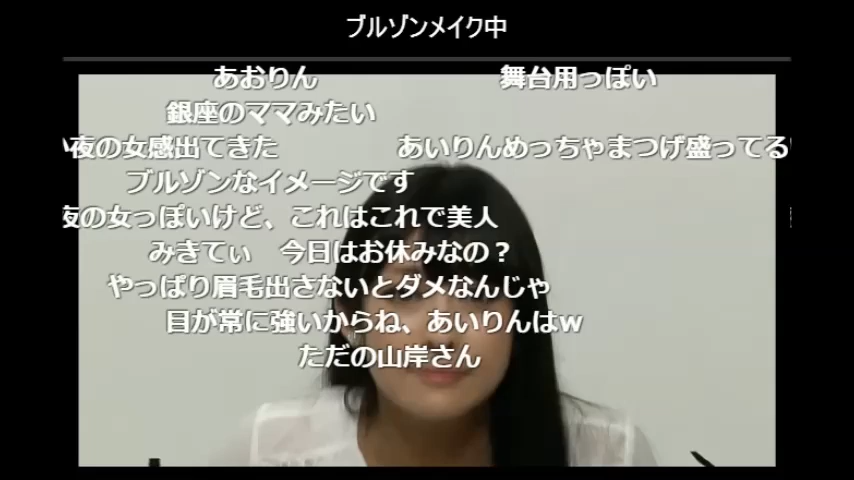 ブルゾンメイク中
あおりん 舞台用っぽい
銀座のママみたい
夜の女感出てきた あいりんめっちゃまつげ盛ってる
ブルゾンなイメージです
夜の女っぽいけど、これはこれで美人
みきてぃ 今日はお休みなの？
やっぱり眉毛出さないとダメなんじゃ
目が常に強いからね、あいりんはw
ただの山岸さん